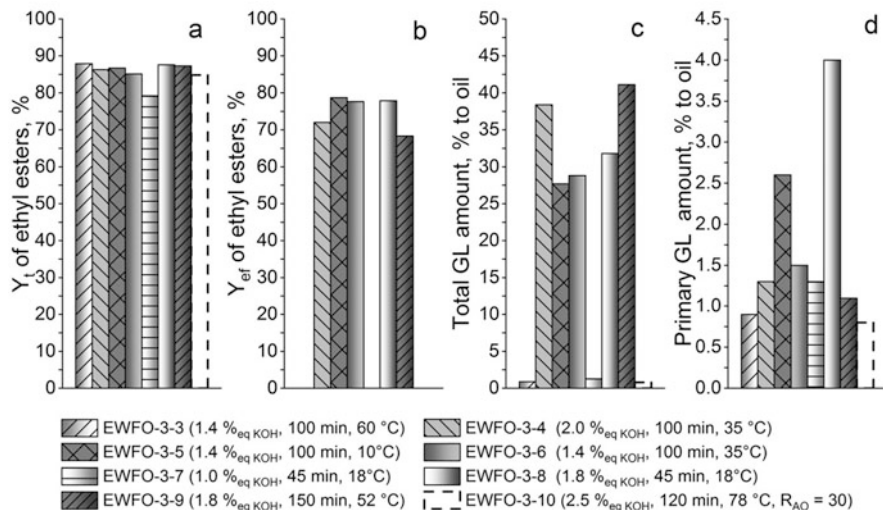 a
b
c
d
Y_t of ethyl esters, %
100
90
80
70
60
50
40
30
20
10
0
Y_ef of ethyl esters, %
100
90
80
70
60
50
40
30
20
10
0
Total GL amount, % to oil
50
45
40
35
30
25
20
15
10
5
0
Primary GL amount, % to oil
4.5
4.0
3.5
3.0
2.5
2.0
1.5
1.0
0.5
0.0
EWFO-3-3 (1.4 %eq KOH, 100 min, 60 °C)
EWFO-3-4 (2.0 %eq KOH, 100 min, 35 °C)
EWFO-3-5 (1.4 %eq KOH, 100 min, 10°C)
EWFO-3-6 (1.4 %eq KOH, 100 min, 35°C)
EWFO-3-7 (1.0 %eq KOH, 45 min, 18°C)
EWFO-3-8 (1.8 %eq KOH, 45 min, 18°C)
EWFO-3-9 (1.8 %eq KOH, 150 min, 52 °C)
EWFO-3-10 (2.5 %eq KOH, 120 min, 78 °C, R_AO = 30)